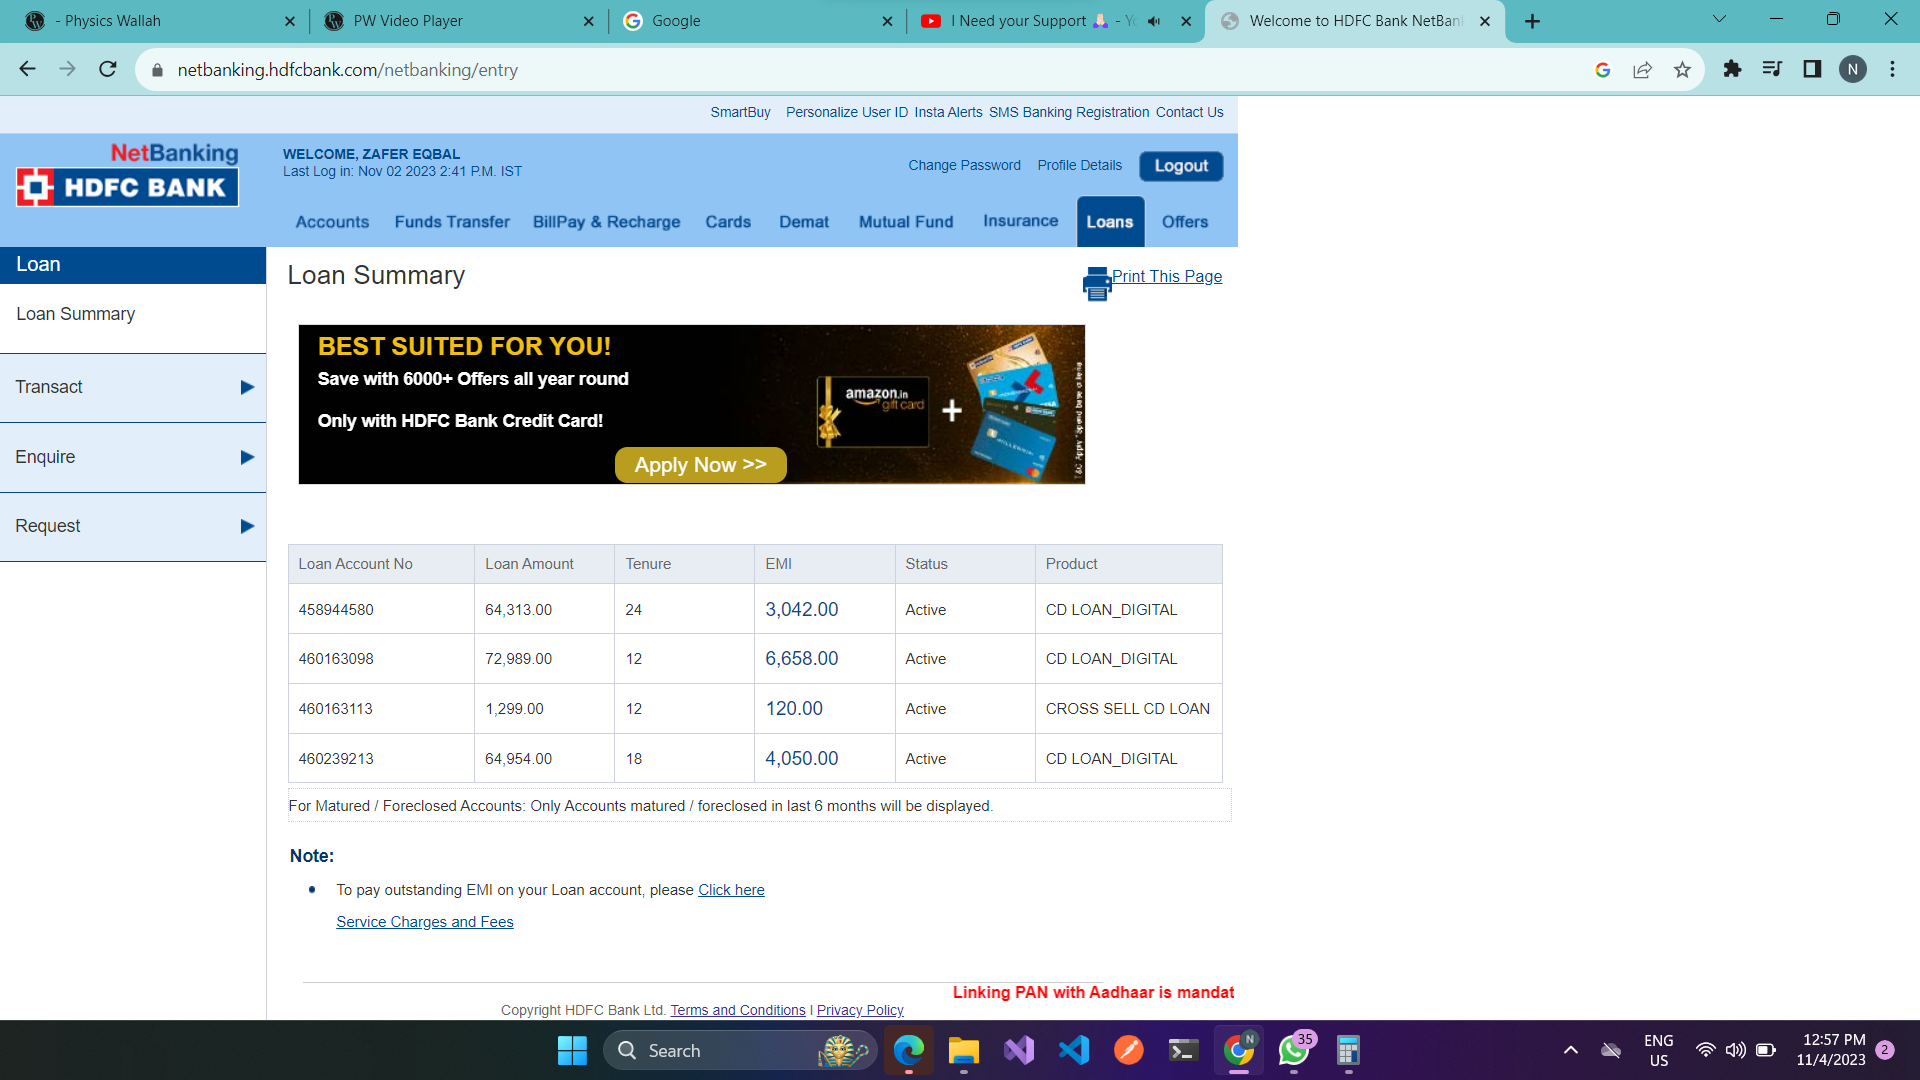 - Physics Wallah
PW Video Player
Google
I Need your Support 🙏🏻 - Yo
Welcome to HDFC Bank NetBan
netbanking.hdfcbank.com/netbanking/entry
N
SmartBuy Personalize User ID Insta Alerts SMS Banking Registration Contact Us
NetBanking
HDFC BANK
WELCOME, ZAFER EQBAL
Last Log in: Nov 02 2023 2:41 P.M. IST
Change Password Profile Details Logout
Accounts Funds Transfer BillPay & Recharge Cards Demat Mutual Fund Insurance Loans Offers
Loan
Loan Summary
Transact
Enquire
Request
Loan Summary
Print This Page
BEST SUITED FOR YOU!
Save with 6000+ Offers all year round
Only with HDFC Bank Credit Card!
Apply Now >>
amazon.in
gift card
+
Loan Account No Loan Amount Tenure EMI Status Product
458944580 64,313.00 24 3,042.00 Active CD LOAN_DIGITAL
460163098 72,989.00 12 6,658.00 Active CD LOAN_DIGITAL
460163113 1,299.00 12 120.00 Active CROSS SELL CD LOAN
460239213 64,954.00 18 4,050.00 Active CD LOAN_DIGITAL
For Matured / Foreclosed Accounts: Only Accounts matured / foreclosed in last 6 months will be displayed.
Note:
• To pay outstanding EMI on your Loan account, please Click here
Service Charges and Fees
Linking PAN with Aadhaar is mandat
Copyright HDFC Bank Ltd. Terms and Conditions I Privacy Policy
Search
N
35
ENG
US
12:57 PM
11/4/2023
2